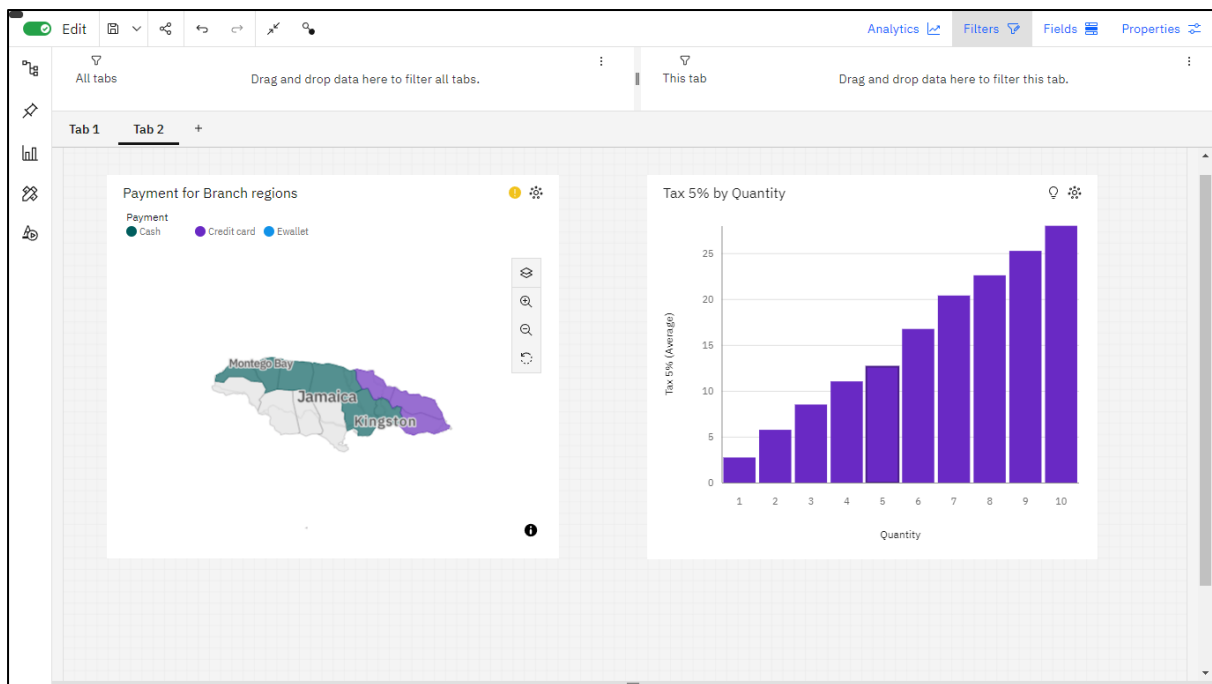 Edit
Analytics
Filters
Fields
Properties
All tabs
Drag and drop data here to filter all tabs.
This tab
Drag and drop data here to filter this tab.
Tab 1
Tab 2
+
Payment for Branch regions
Payment
Cash
Credit card
Ewallet
Montego Bay
Jamaica
Kingston
Tax 5% by Quantity
Tax 5% (Average)
25
20
15
10
5
0
1 2 3 4 5 6 7 8 9 10
Quantity